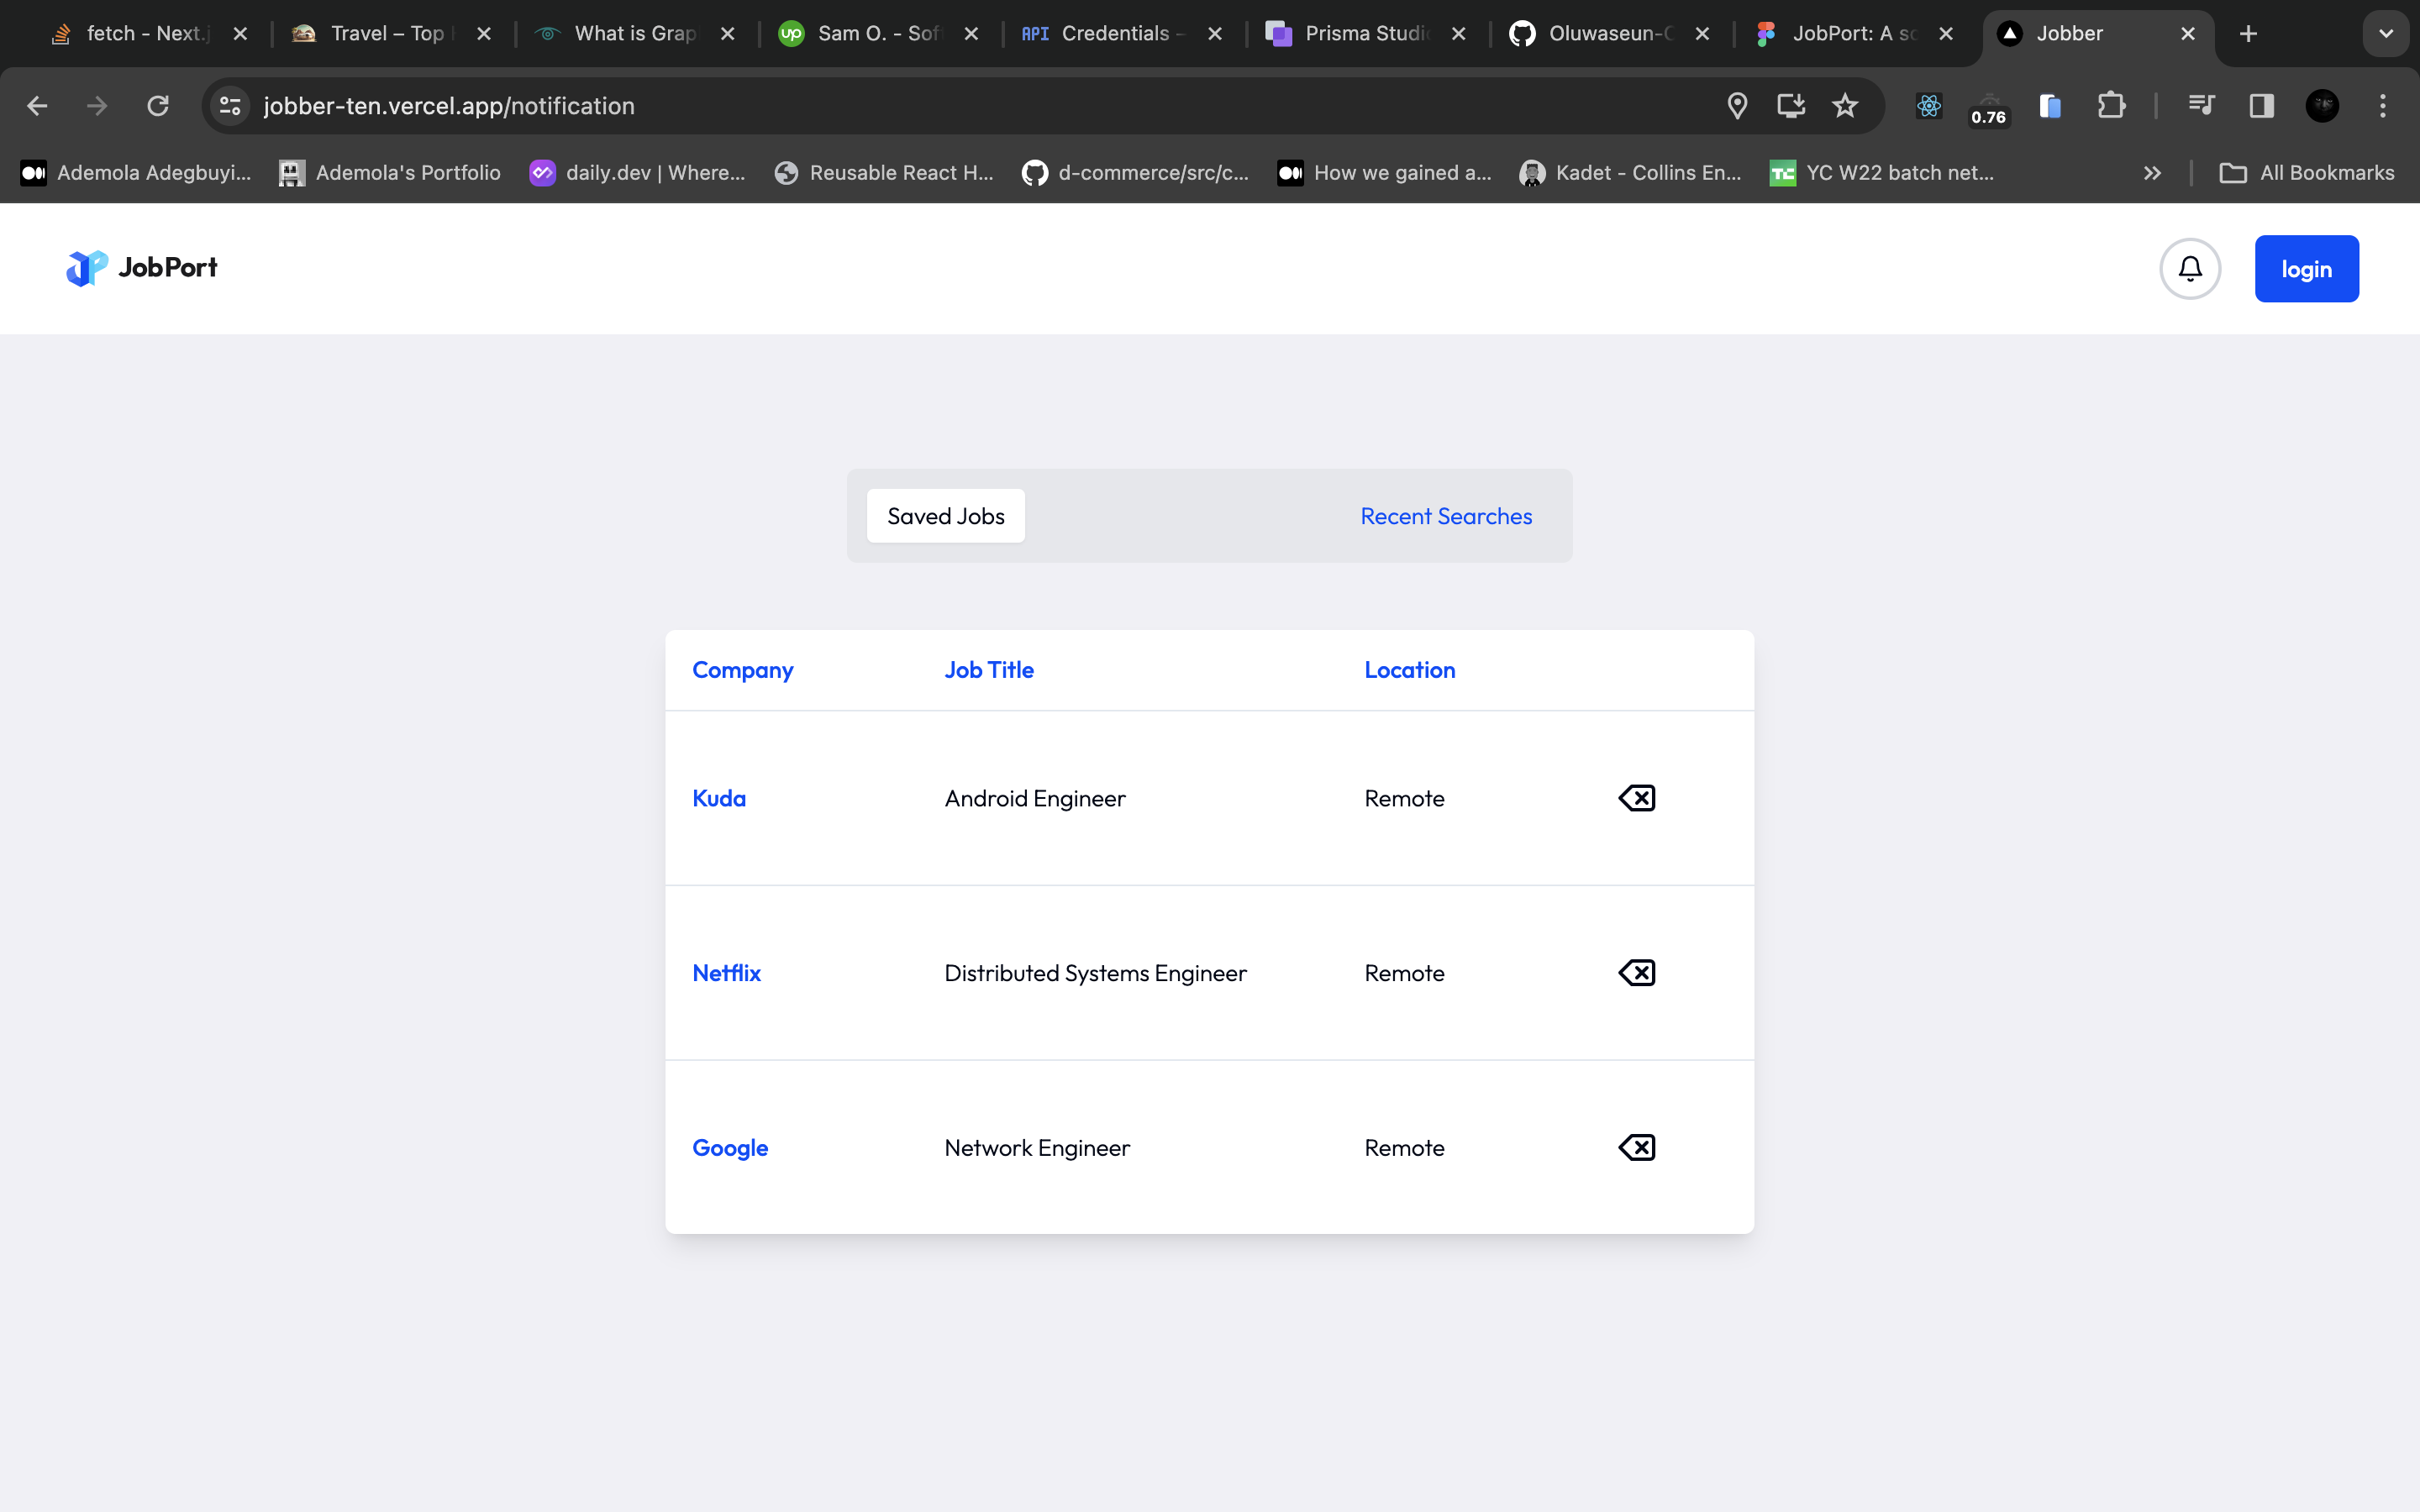 fetch - Next.j
Travel – Top
What is Grap
Sam O. - Sof
API Credentials -
Prisma Studi
Oluwaseun-
JobPort: A sc
Jobber
jobber-ten.vercel.app/notification
0.76
Ademola Adegbuyi...
Ademola's Portfolio
daily.dev | Where...
Reusable React H...
d-commerce/src/c...
How we gained a...
Kadet - Collins En...
YC W22 batch net...
All Bookmarks
JobPort
login
Saved Jobs Recent Searches
Company Job Title Location
Kuda Android Engineer Remote
Netflix Distributed Systems Engineer Remote
Google Network Engineer Remote